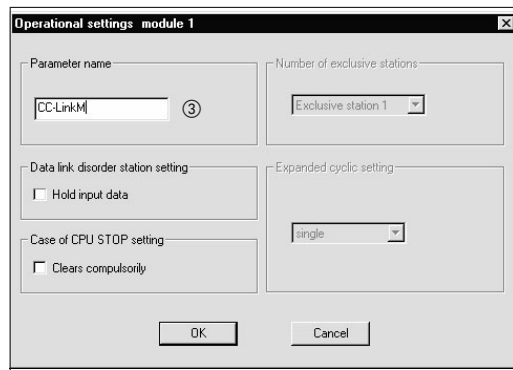 Operational settings module 1
Parameter name
CC-LinkM
③
Number of exclusive stations
Exclusive station 1
Data link disorder station setting
Hold input data
Expanded cyclic setting
single
Case of CPU STOP setting
Clears compulsorily
OK
Cancel